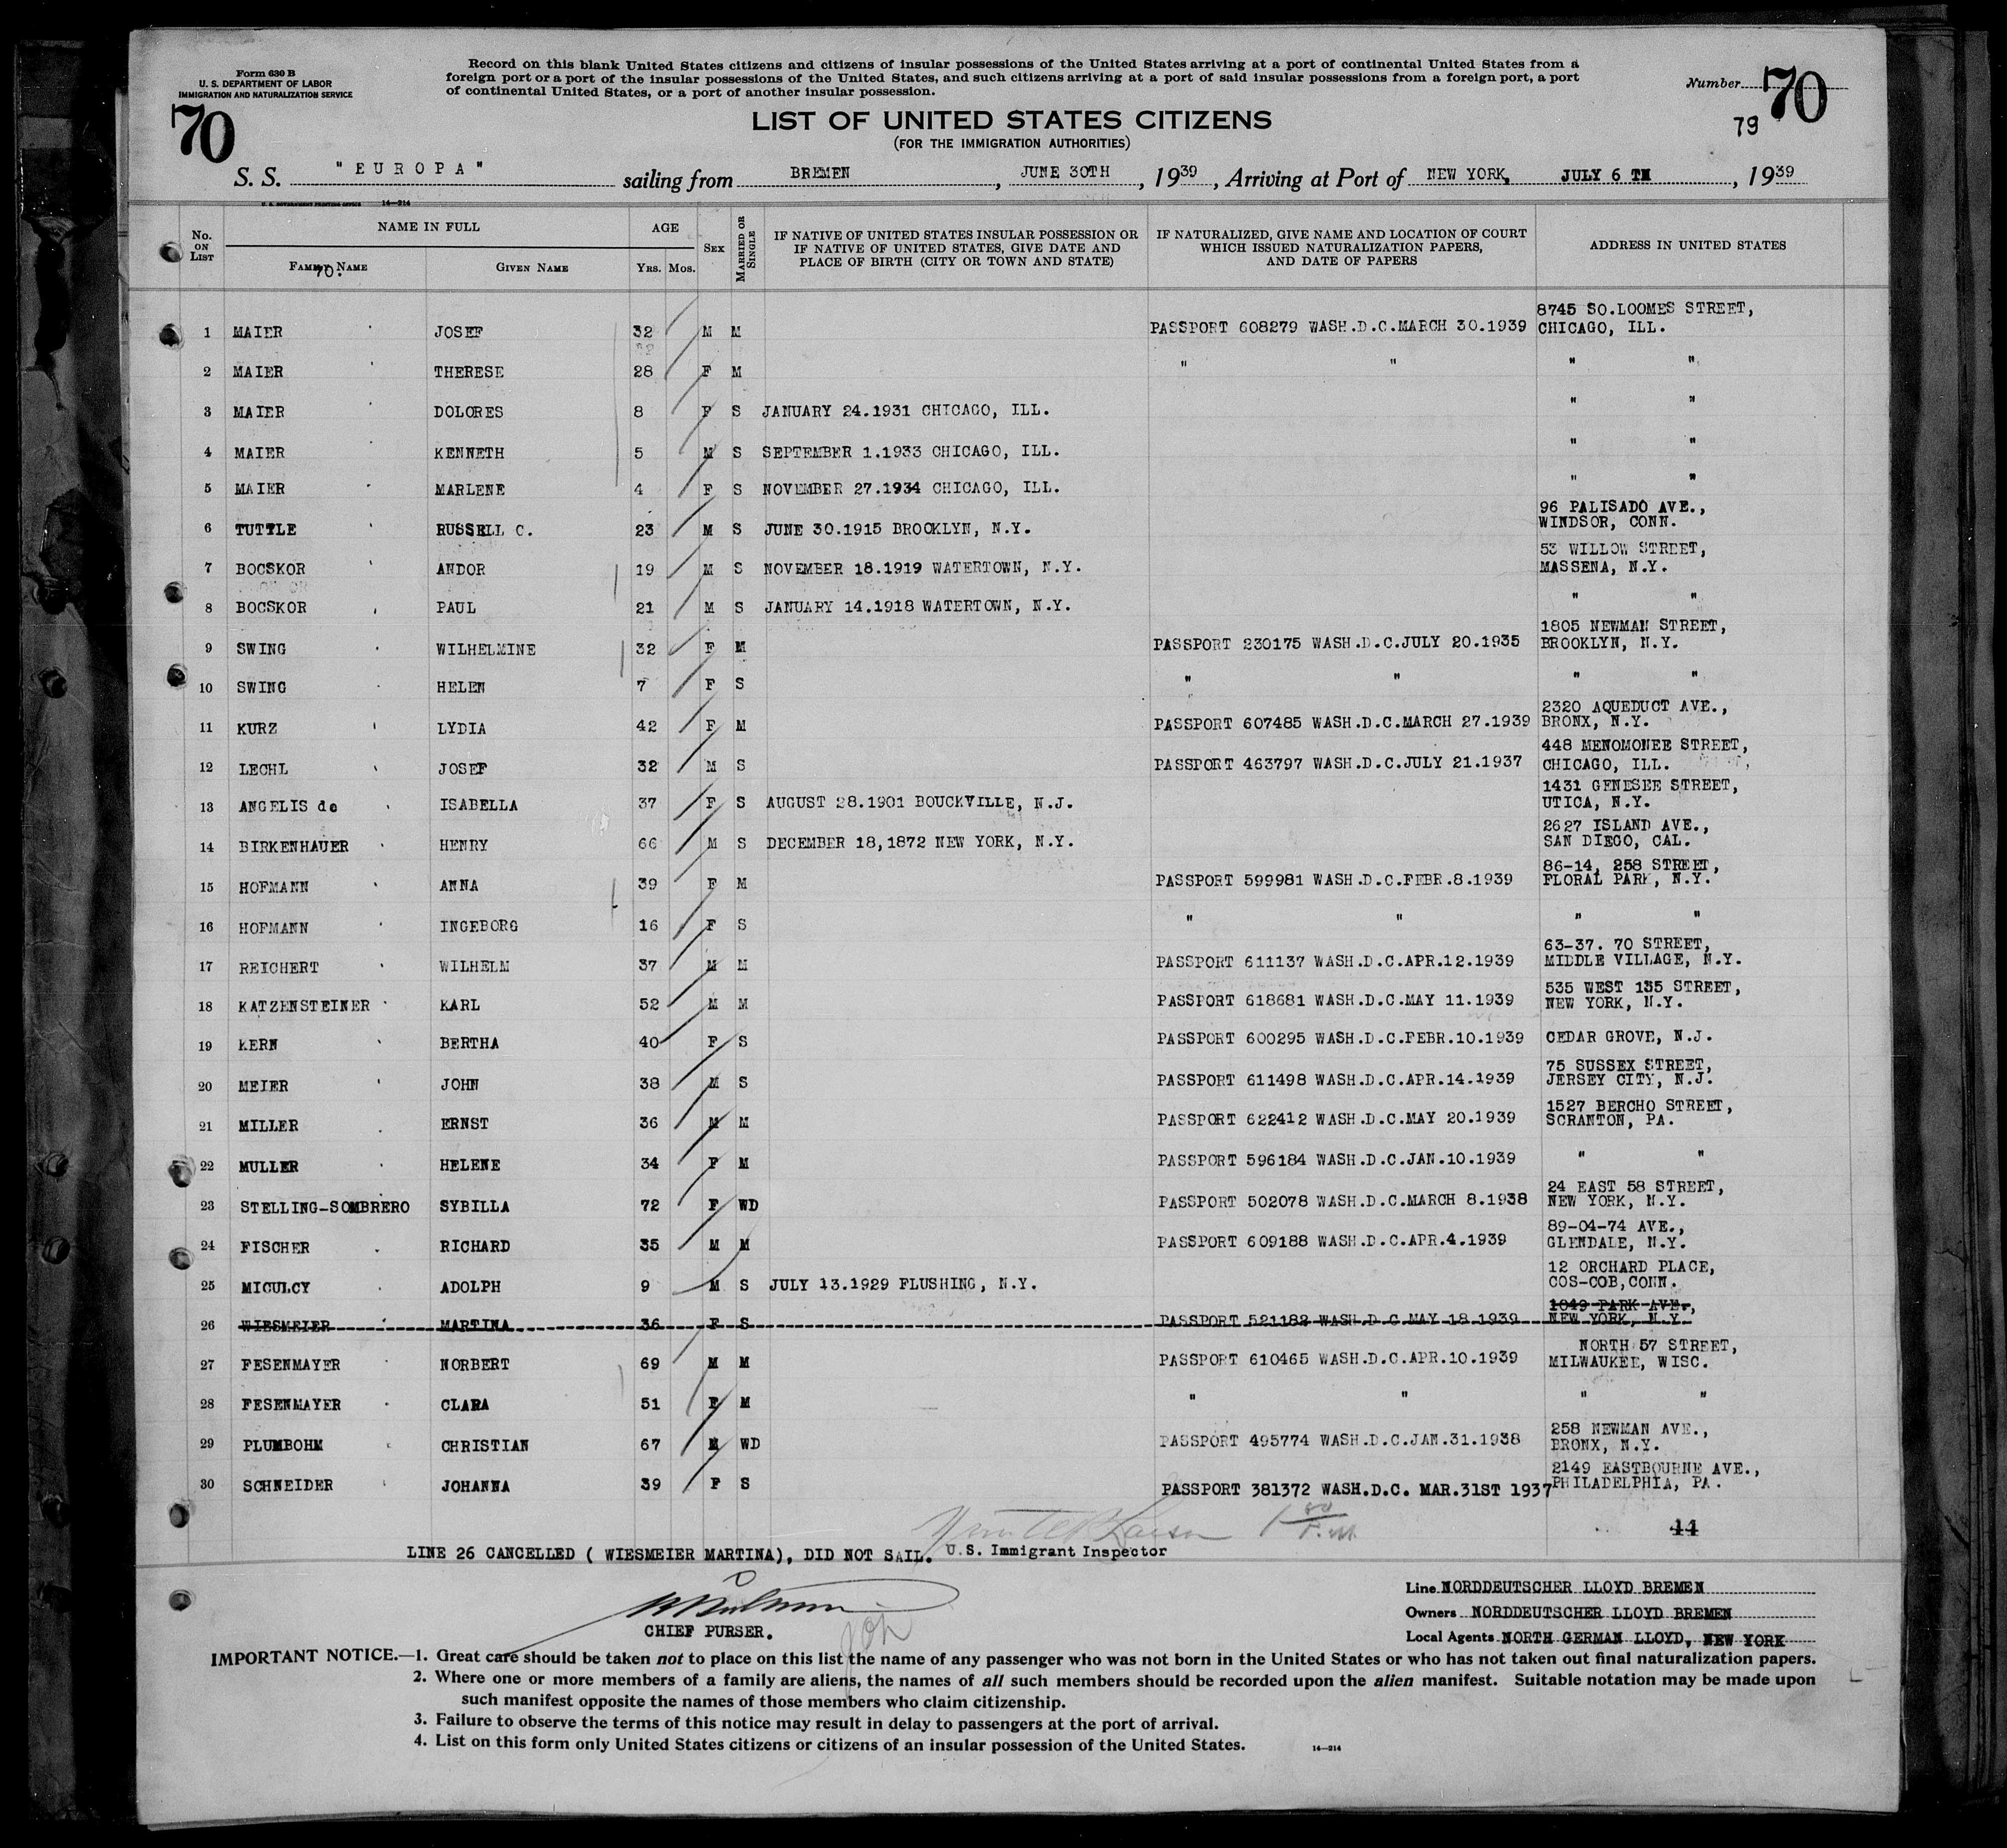 Form 630 B
U. S. DEPARTMENT OF LABOR
IMMIGRATION AND NATURALIZATION SERVICE
70
Record on this blank United States citizens and citizens of insular possessions of the United States arriving at a port of continental United States from a
foreign port or a port of the insular possessions of the United States, and such citizens arriving at a port of said insular possessions from a foreign port, a port
of continental United States, or a port of another insular possession.
Number 70
79
LIST OF UNITED STATES CITIZENS
(FOR THE IMMIGRATION AUTHORITIES)
S. S. "EUROPA" sailing from BREMEN, JUNE 30TH, 1939, Arriving at Port of NEW YORK, JULY 6 TH, 1939
U. S. GOVERNMENT PRINTING OFFICE 14—214
No. ON LIST NAME IN FULL AGE SEX MARRIED OR SINGLE IF NATIVE OF UNITED STATES INSULAR POSSESSION OR IF NATIVE OF UNITED STATES, GIVE DATE AND PLACE OF BIRTH (CITY OR TOWN AND STATE) IF NATURALIZED, GIVE NAME AND LOCATION OF COURT WHICH ISSUED NATURALIZATION PAPERS, AND DATE OF PAPERS ADDRESS IN UNITED STATES
FAMILY NAME GIVEN NAME YRS. MOS.
70.
8745 SO.LOOMES STREET,
1 MAIER JOSEF 32 M M PASSPORT 608279 WASH.D.C.MARCH 30.1939 CHICAGO, ILL.
2 MAIER THERESE 28 F M " " " "
3 MAIER DOLORES 8 F S JANUARY 24.1931 CHICAGO, ILL. " "
4 MAIER KENNETH 5 M S SEPTEMBER 1.1933 CHICAGO, ILL. " "
5 MAIER MARLENE 4 F S NOVEMBER 27.1934 CHICAGO, ILL. " "
96 PALISADO AVE.,
6 TUTTLE RUSSELL C. 23 M S JUNE 30.1915 BROOKLYN, N.Y. WINDSOR, CONN.
53 WILLOW STREET,
7 BOCSKOR ANDOR 19 M S NOVEMBER 18.1919 WATERTOWN, N.Y. MASSENA, N.Y.
8 BOCSKOR PAUL 21 M S JANUARY 14.1918 WATERTOWN, N.Y. " "
1805 NEWMAN STREET,
9 SWING WILHELMINE 32 F M PASSPORT 230175 WASH.D.C.JULY 20.1935 BROOKLYN, N.Y.
10 SWING HELEN 7 F S " " " "
2320 AQUEDUCT AVE.,
11 KURZ LYDIA 42 F M PASSPORT 607485 WASH.D.C.MARCH 27.1939 BRONX, N.Y.
448 MENOMONEE STREET,
12 LECHL JOSEF 32 M S PASSPORT 463797 WASH.D.C.JULY 21.1937 CHICAGO, ILL.
1431 GENESEE STREET,
13 ANGELIS de ISABELLA 37 F S AUGUST 28.1901 BOUCKVILLE, N.J. UTICA, N.Y.
2627 ISLAND AVE.,
14 BIRKENHAUER HENRY 66 M S DECEMBER 18,1872 NEW YORK, N.Y. SAN DIEGO, CAL.
86-14, 258 STREET,
15 HOFMANN ANNA 39 F M PASSPORT 599981 WASH.D.C.FEBR.8.1939 FLORAL PARK, N.Y.
16 HOFMANN INGEBORG 16 F S " " " "
63-37. 70 STREET,
17 REICHERT WILHELM 37 M M PASSPORT 611137 WASH.D.C.APR.12.1939 MIDDLE VILLAGE, N.Y.
535 WEST 135 STREET,
18 KATZENSTEINER KARL 52 M M PASSPORT 618681 WASH.D.C.MAY 11.1939 NEW YORK, N.Y.
19 KERN BERTHA 40 F S PASSPORT 600295 WASH.D.C.FEBR.10.1939 CEDAR GROVE, N.J.
75 SUSSEX STREET,
20 MEIER JOHN 38 M S PASSPORT 611498 WASH.D.C.APR.14.1939 JERSEY CITY, N.J.
1527 BERCHO STREET,
21 MILLER ERNST 36 M M PASSPORT 622412 WASH.D.C.MAY 20.1939 SCRANTON, PA.
22 MULLER HELENE 34 F M PASSPORT 596184 WASH.D.C.JAN.10.1939 " "
24 EAST 58 STREET,
23 STELLING-SOMBRERO SYBILLA 72 F WD PASSPORT 502078 WASH.D.C.MARCH 8.1938 NEW YORK, N.Y.
89-04-74 AVE.,
24 FISCHER RICHARD 35 M M PASSPORT 609188 WASH.D.C.APR.4.1939 GLENDALE, N.Y.
12 ORCHARD PLACE,
25 MICULCY ADOLPH 9 M S JULY 13.1929 FLUSHING, N.Y. COS-COB,CONN.
1049 PARK AVE.,
26 WIESMEIER MARTINA 36 F S PASSPORT 521182 WASH.D.C.MAY 18.1939 NEW YORK, N.Y.
NORTH 57 STREET,
27 FESENMAYER NORBERT 69 M M PASSPORT 610465 WASH.D.C.APR.10.1939 MILWAUKEE, WISC.
28 FESENMAYER CLARA 51 F M " " " "
258 NEWMAN AVE.,
29 PLUMBOHM CHRISTIAN 67 M WD PASSPORT 495774 WASH.D.C.JAN.31.1938 BRONX, N.Y.
2149 EASTBOURNE AVE.,
30 SCHNEIDER JOHANNA 39 F S PASSPORT 381372 WASH.D.C. MAR.31ST 1937 PHILADELPHIA, PA.
LINE 26 CANCELLED ( WIESMEIER MARTINA), DID NOT SAIL. U.S. Immigrant Inspector
CHIEF PURSER.
Line NORDDEUTSCHER LLOYD BREMEN
Owners NORDDEUTSCHER LLOYD BREMEN
Local Agents NORTH GERMAN LLOYD, NEW YORK
IMPORTANT NOTICE.—1. Great care should be taken not to place on this list the name of any passenger who was not born in the United States or who has not taken out final naturalization papers.
2. Where one or more members of a family are aliens, the names of all such members should be recorded upon the alien manifest. Suitable notation may be made upon
such manifest opposite the names of those members who claim citizenship.
3. Failure to observe the terms of this notice may result in delay to passengers at the port of arrival.
4. List on this form only United States citizens or citizens of an insular possession of the United States. 14—214